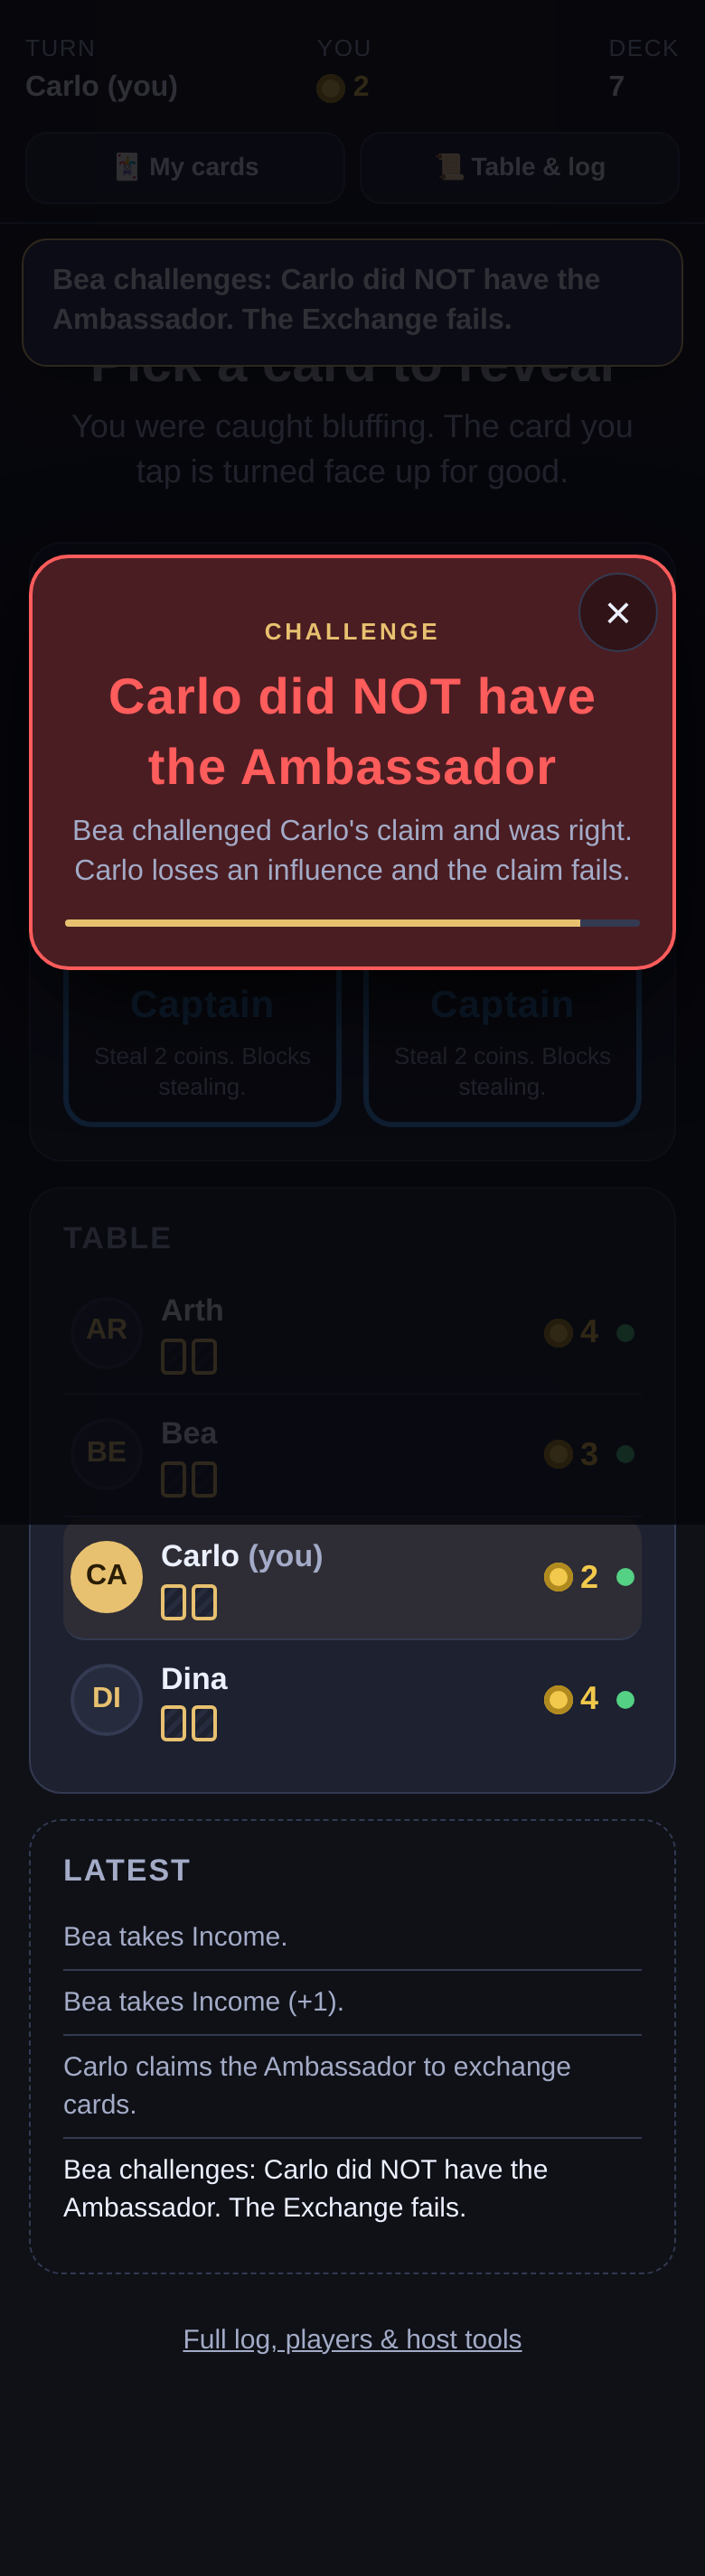 TURN
YOU
DECK
Carlo (you)
2
7
My cards
Table & log
Bea challenges: Carlo did NOT have the
Ambassador. The Exchange fails.
Pick a card to reveal
You were caught bluffing. The card you
tap is turned face up for good.
CHALLENGE
✕
Carlo did NOT have
the Ambassador
Bea challenged Carlo's claim and was right.
Carlo loses an influence and the claim fails.
Captain
Captain
Steal 2 coins. Blocks
stealing.
Steal 2 coins. Blocks
stealing.
TABLE
AR
Arth
4
BE
Bea
3
CA
Carlo (you)
2
DI
Dina
4
LATEST
Bea takes Income.
Bea takes Income (+1).
Carlo claims the Ambassador to exchange
cards.
Bea challenges: Carlo did NOT have the
Ambassador. The Exchange fails.
Full log, players & host tools